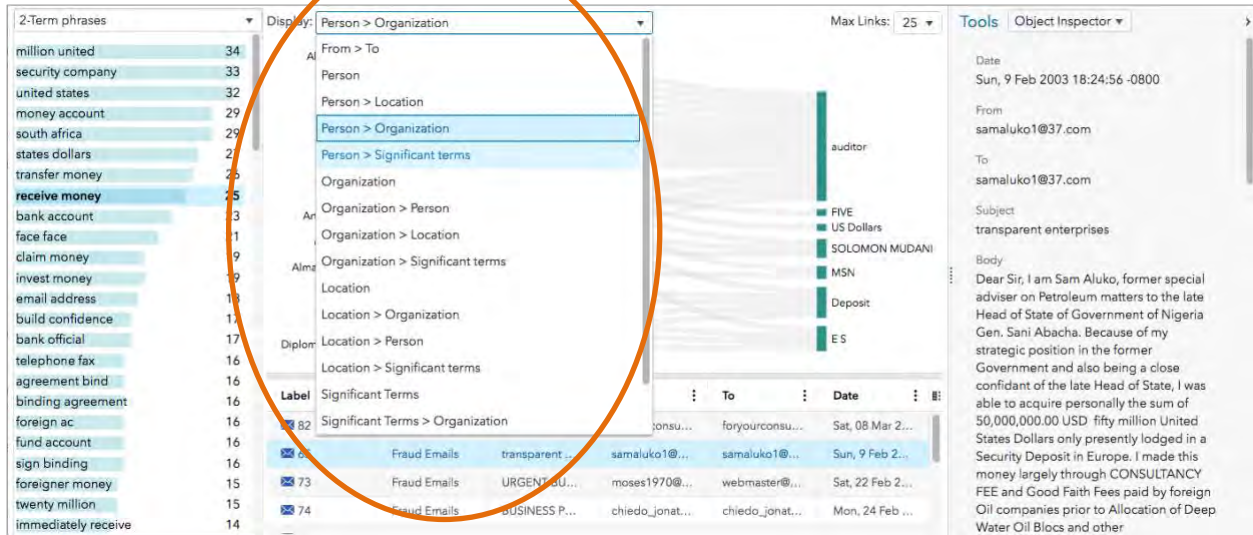 2-Term phrases
million united 34
security company 33
united states 32
money account 29
south africa 29
states dollars
transfer money
receive money 25
bank account
face face
claim money
invest money
email address
build confidence
bank official 17
telephone fax 16
agreement bind 16
binding agreement 16
foreign ac 16
fund account 16
sign binding 16
foreigner money 15
twenty million 15
immediately receive 14
Display: Person > Organization
Max Links: 25
From > To
Person
Person > Location
Person > Organization
Person > Significant terms
Organization
Organization > Person
Organization > Location
Organization > Significant terms
Location
Location > Organization
Location > Person
Location > Significant terms
Significant Terms
Significant Terms > Organization
Alma
Diplom
auditor
FIVE
US Dollars
SOLOMON MUDANI
MSN
Deposit
E S
Label To Date
82 foryourconsu... Sat, 08 Mar 2...
Fraud Emails transparent ... samaluko1@... samaluko1@... Sun, 9 Feb 2...
73 Fraud Emails URGENT BU... moses1970@... webmaster@... Sat, 22 Feb 2...
74 Fraud Emails BUSINESS P... chiedo_jonat... chiedo_jonat... Mon, 24 Feb ...
Tools Object Inspector
Date
Sun, 9 Feb 2003 18:24:56 -0800
From
samaluko1@37.com
To
samaluko1@37.com
Subject
transparent enterprises
Body
Dear Sir, I am Sam Aluko, former special
adviser on Petroleum matters to the late
Head of State of Government of Nigeria
Gen. Sani Abacha. Because of my
strategic position in the former
Government and also being a close
confidant of the late Head of State, I was
able to acquire personally the sum of
50,000,000.00 USD fifty million United
States Dollars only presently lodged in a
Security Deposit in Europe. I made this
money largely through CONSULTANCY
FEE and Good Faith Fees paid by foreign
Oil companies prior to Allocation of Deep
Water Oil Blocs and other